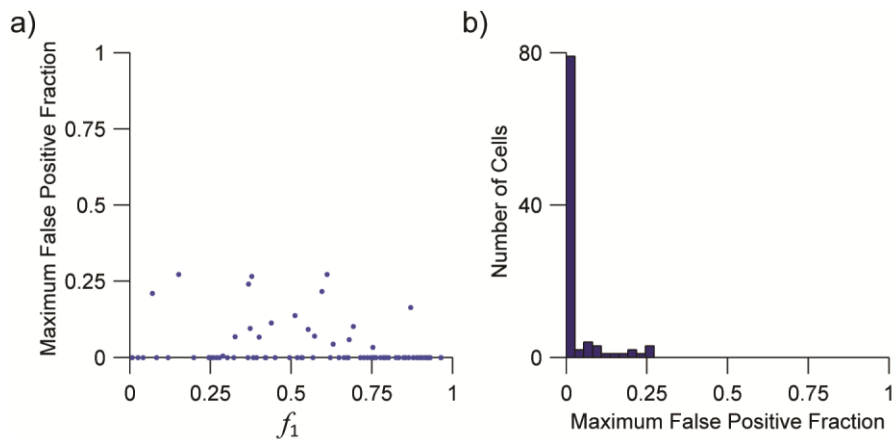 a)
Maximum False Positive Fraction
1
0.75
0.5
0.25
0
0 0.25 0.5 0.75 1
f1
b)
Number of Cells
80
40
0
0 0.25 0.5 0.75 1
Maximum False Positive Fraction